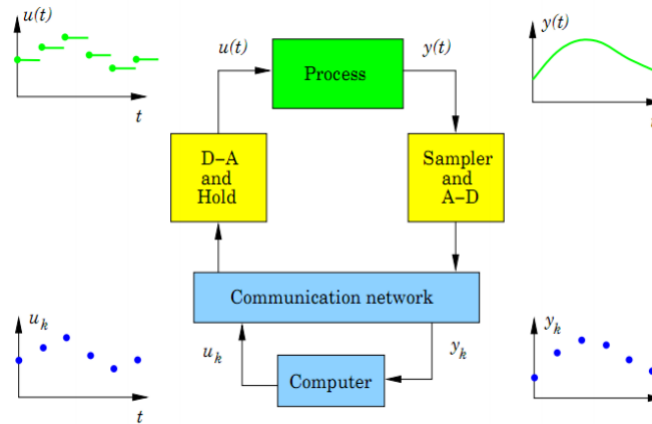 u(t)
t
u(t)
Process
y(t)
y(t)
D–A
and
Hold
Sampler
and
A–D
Communication network
u_k
t
u_k
Computer
y_k
y_k